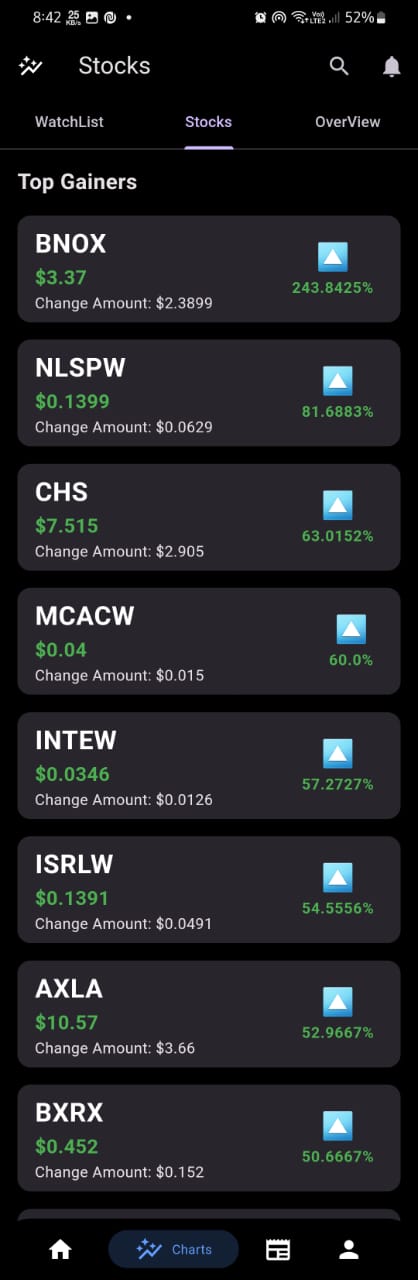 8:42 25 KB/s Vo) LTE2 52%
Stocks
WatchList Stocks OverView
Top Gainers
BNOX
$3.37
Change Amount: $2.3899
243.8425%
NLSPW
$0.1399
Change Amount: $0.0629
81.6883%
CHS
$7.515
Change Amount: $2.905
63.0152%
MCACW
$0.04
Change Amount: $0.015
60.0%
INTEW
$0.0346
Change Amount: $0.0126
57.2727%
ISRLW
$0.1391
Change Amount: $0.0491
54.5556%
AXLA
$10.57
Change Amount: $3.66
52.9667%
BXRX
$0.452
Change Amount: $0.152
50.6667%
Charts